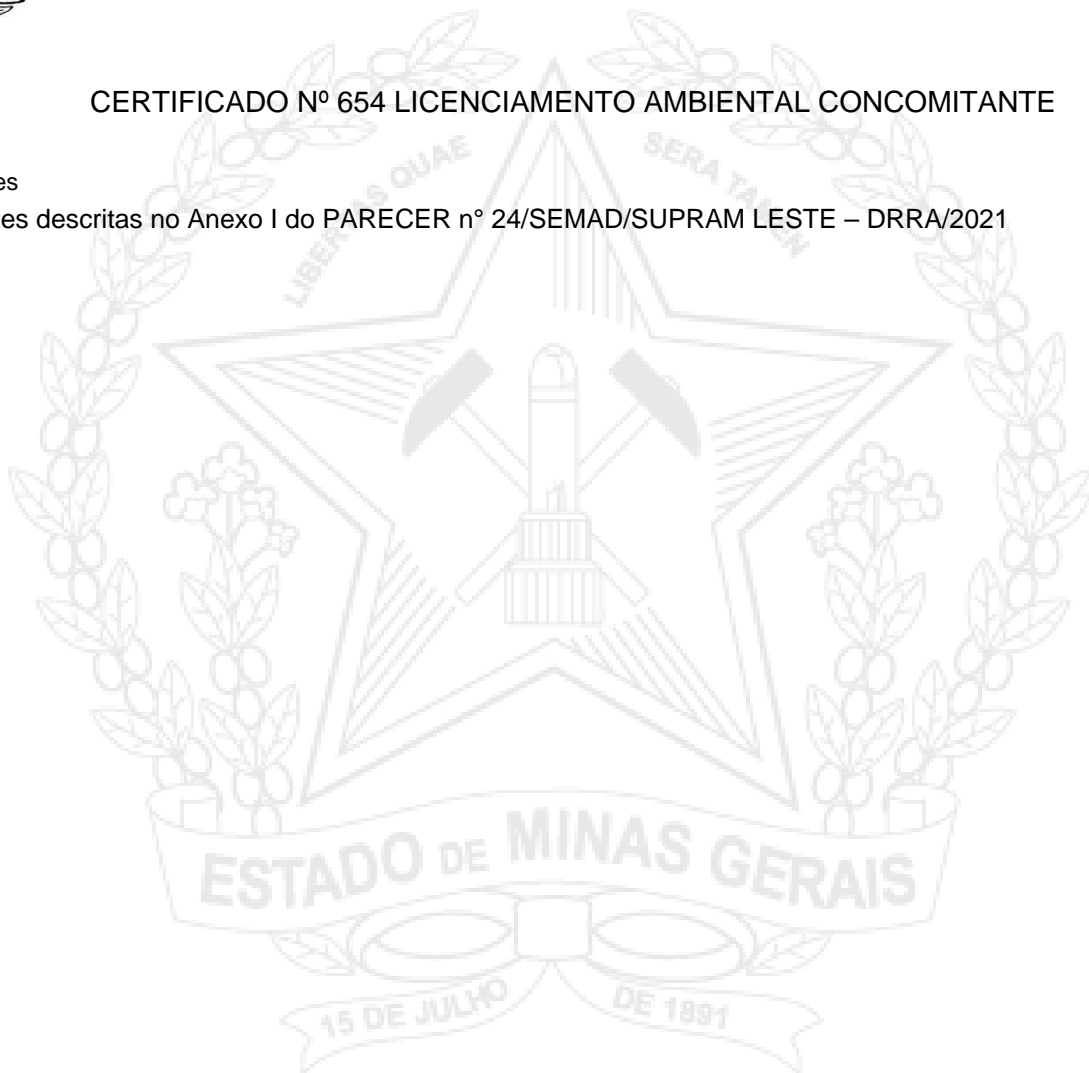 CERTIFICADO Nº 654 LICENCIAMENTO AMBIENTAL CONCOMITANTE
es
es descritas no Anexo I do PARECER n° 24/SEMAD/SUPRAM LESTE – DRRA/2021
LIBERTAS QUAE SERA TAMEN
ESTADO DE MINAS GERAIS
15 DE JULHO DE 1891